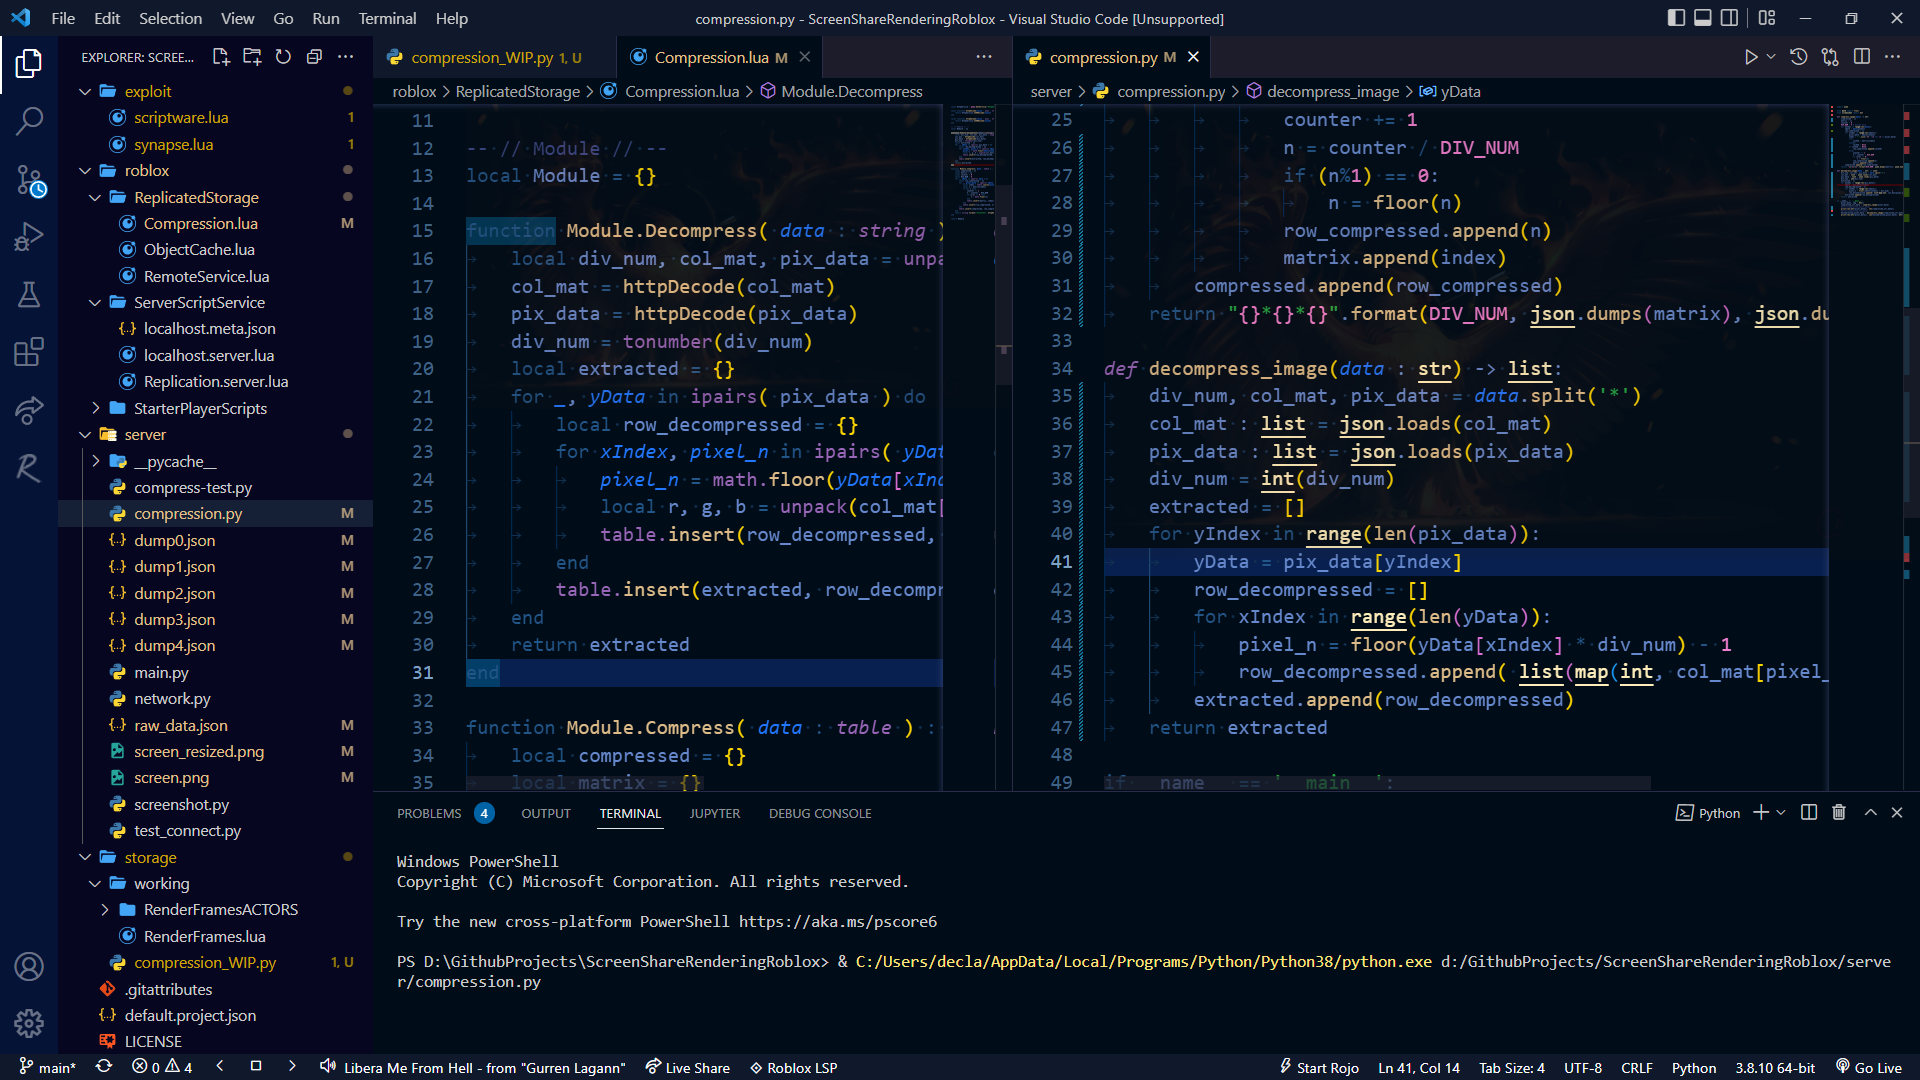 File Edit Selection View Go Run Terminal Help
compression.py - ScreenShareRenderingRoblox - Visual Studio Code [Unsupported]
EXPLORER: SCREE...
exploit
scriptware.lua 1
synapse.lua 1
roblox
ReplicatedStorage
Compression.lua M
ObjectCache.lua
RemoteService.lua
ServerScriptService
localhost.meta.json
localhost.server.lua
Replication.server.lua
StarterPlayerScripts
server
__pycache__
compress-test.py
compression.py M
dump0.json M
dump1.json M
dump2.json M
dump3.json M
dump4.json M
main.py
network.py
raw_data.json M
screen_resized.png M
screen.png M
screenshot.py
test_connect.py
storage
working
RenderFramesACTORS
RenderFrames.lua
compression_WIP.py 1, U
.gitattributes
default.project.json
LICENSE
compression_WIP.py 1, U
Compression.lua M
roblox > ReplicatedStorage > Compression.lua > Module.Decompress
11
12 -- // Module // --
13 local Module = {}
14
15 function Module.Decompress( data : string )
16 local div_num, col_mat, pix_data = unpa
17 col_mat = httpDecode(col_mat)
18 pix_data = httpDecode(pix_data)
19 div_num = tonumber(div_num)
20 local extracted = {}
21 for _, yData in ipairs( pix_data ) do
22 local row_decompressed = {}
23 for xIndex, pixel_n in ipairs( yDat
24 pixel_n = math.floor(yData[xInd
25 local r, g, b = unpack(col_mat[
26 table.insert(row_decompressed,
27 end
28 table.insert(extracted, row_decompr
29 end
30 return extracted
31 end
32
33 function Module.Compress( data : table ) :
34 local compressed = {}
35 local matrix = {}
compression.py M
server > compression.py > decompress_image > yData
25 counter += 1
26 n = counter / DIV_NUM
27 if (n%1) == 0:
28 n = floor(n)
29 row_compressed.append(n)
30 matrix.append(index)
31 compressed.append(row_compressed)
32 return "{}*{}*{}".format(DIV_NUM, json.dumps(matrix), json.du
33
34 def decompress_image(data : str) -> list:
35 div_num, col_mat, pix_data = data.split('*')
36 col_mat : list = json.loads(col_mat)
37 pix_data : list = json.loads(pix_data)
38 div_num = int(div_num)
39 extracted = []
40 for yIndex in range(len(pix_data)):
41 yData = pix_data[yIndex]
42 row_decompressed = []
43 for xIndex in range(len(yData)):
44 pixel_n = floor(yData[xIndex] * div_num) - 1
45 row_decompressed.append( list(map(int, col_mat[pixel_
46 extracted.append(row_decompressed)
47 return extracted
48
49 if __name__ == '__main__':
PROBLEMS 4 OUTPUT TERMINAL JUPYTER DEBUG CONSOLE
Python
Windows PowerShell
Copyright (C) Microsoft Corporation. All rights reserved.
Try the new cross-platform PowerShell https://aka.ms/pscore6
PS D:\GithubProjects\ScreenShareRenderingRoblox> & C:/Users/decla/AppData/Local/Programs/Python/Python38/python.exe d:/GithubProjects/ScreenShareRenderingRoblox/serve
r/compression.py
main* 0 4 Libera Me From Hell - from "Gurren Lagann" Live Share Roblox LSP Start Rojo Ln 41, Col 14 Tab Size: 4 UTF-8 CRLF Python 3.8.10 64-bit Go Live